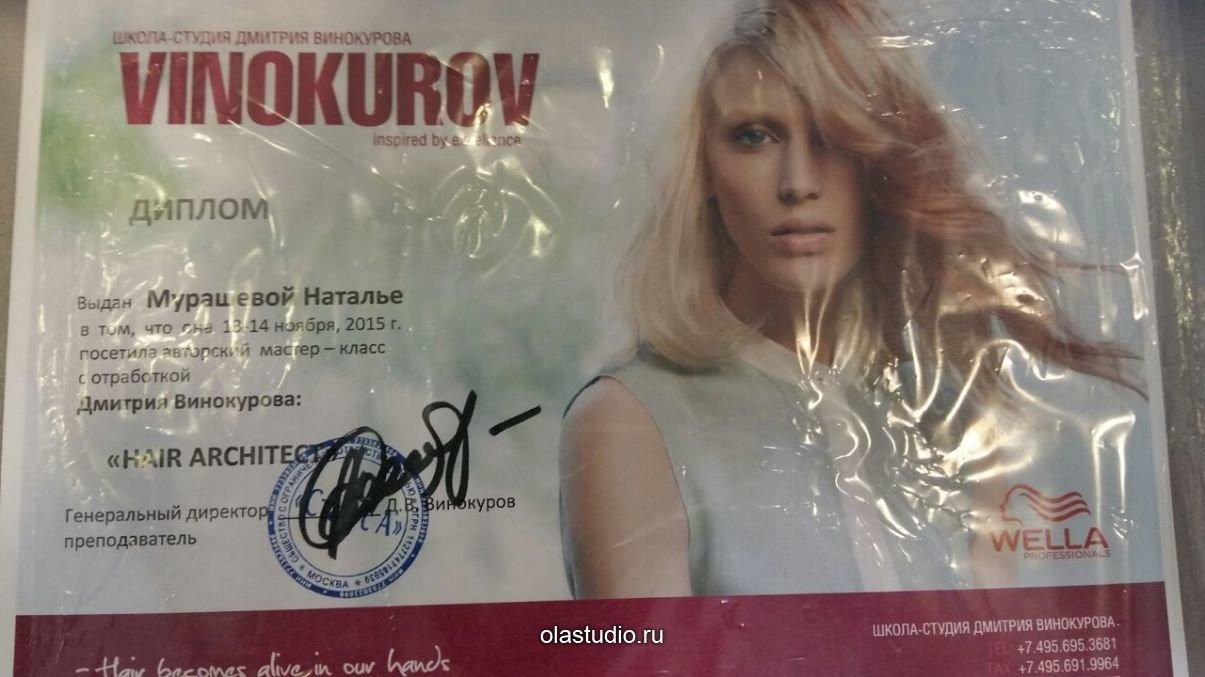 ШКОЛА-СТУДИЯ ДМИТРИЯ ВИНОКУРОВА
VINOKUROV
inspired by
ДИПЛОМ
Выдан Мурашевой Наталье
в том, что она 13-14 ноября, 2015 г.
посетила авторский мастер – класс
с отработкой
Дмитрия Винокурова:
«HAIR ARCHITECT
Генеральный директор Д.В. Винокуров
преподаватель
МОСКВА
WELLA
PROFESSIONALS
ШКОЛА-СТУДИЯ ДМИТРИЯ ВИНОКУРОВА
TEL: +7.495.695.3681
FAX: +7.495.691.9964
- Hair becomes alive in our hands
olastudio.ru